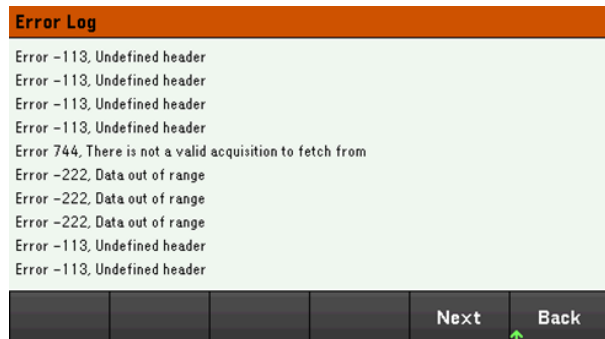 Error Log
Error -113, Undefined header
Error -113, Undefined header
Error -113, Undefined header
Error -113, Undefined header
Error 744, There is not a valid acquisition to fetch from
Error -222, Data out of range
Error -222, Data out of range
Error -222, Data out of range
Error -113, Undefined header
Error -113, Undefined header
Next Back